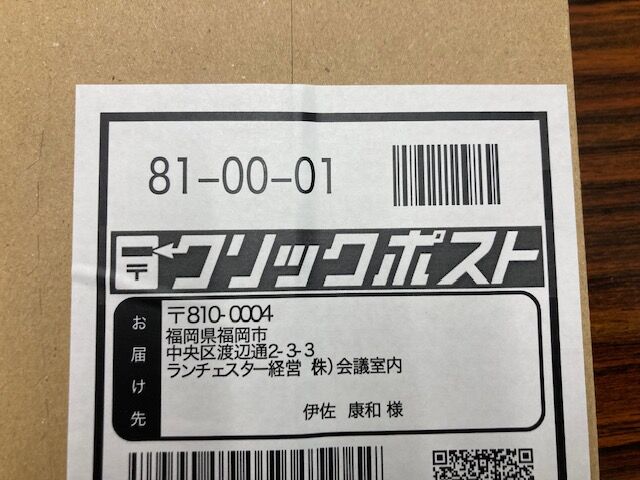 81-00-01
〒クリックポスト
お届け先
〒810-0004
福岡県福岡市
中央区渡辺通2-3-3
ランチェスター経営(株)会議室内
伊佐 康和 様